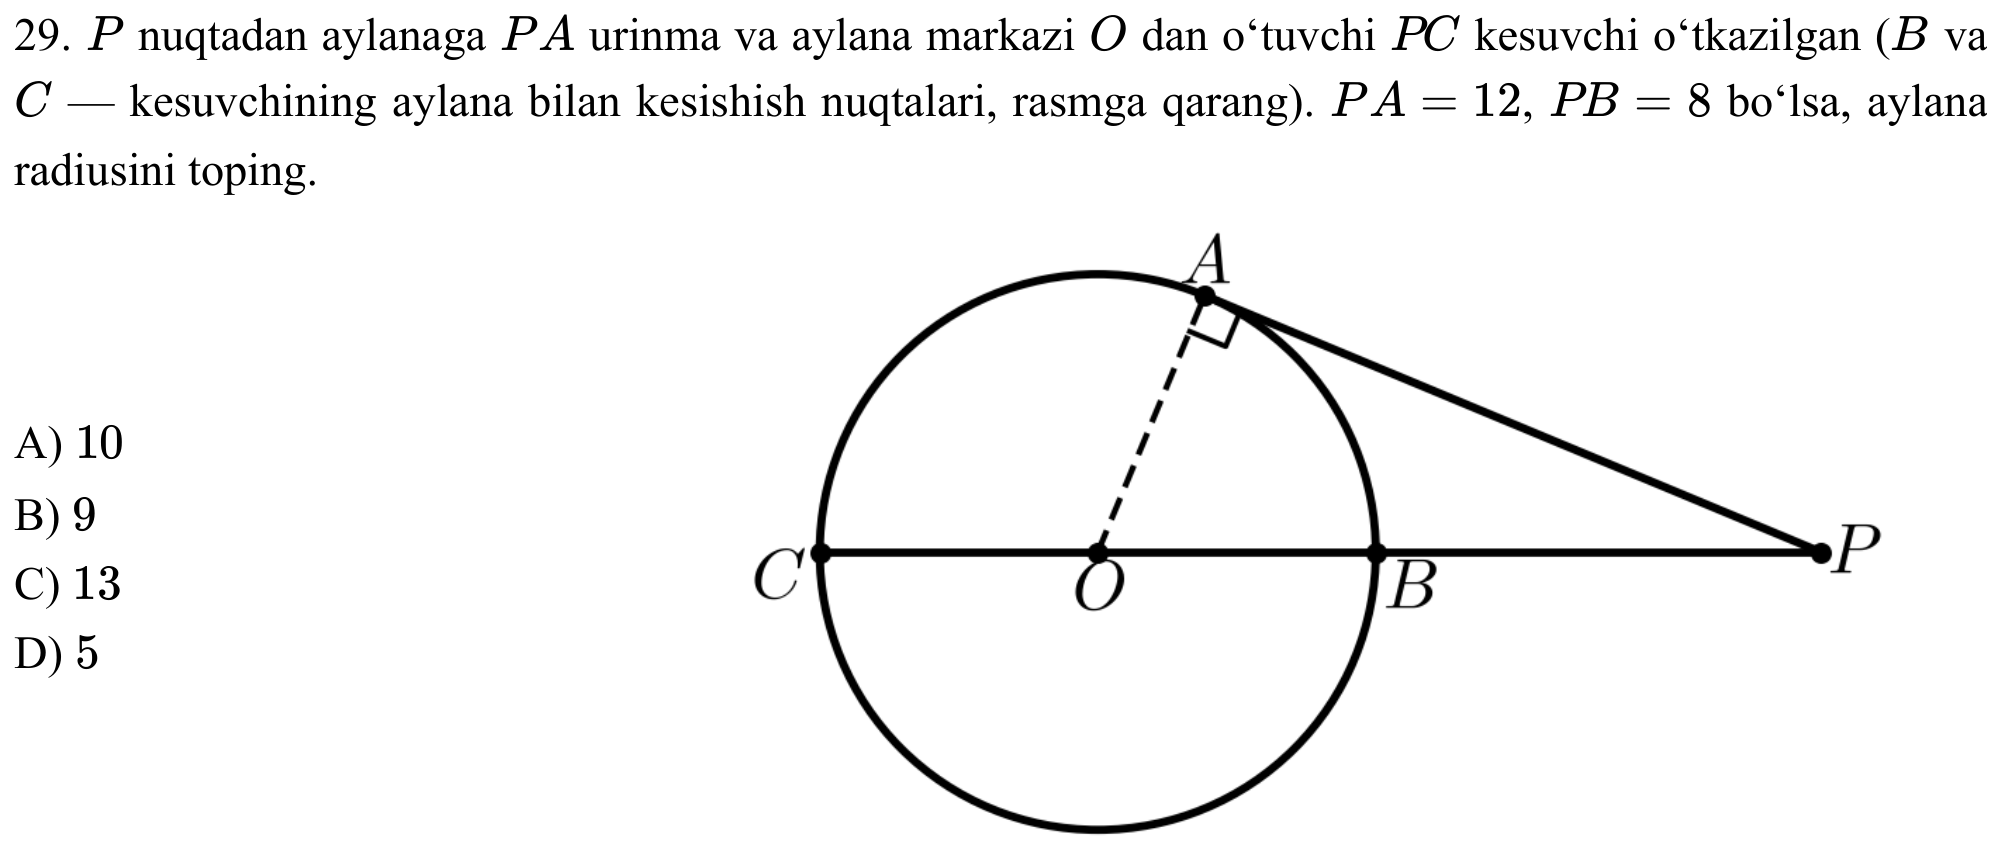 29. P nuqtadan aylanaga PA urinma va aylana markazi O dan o‘tuvchi PC kesuvchi o‘tkazilgan (B va
C — kesuvchining aylana bilan kesishish nuqtalari, rasmga qarang). PA = 12, PB = 8 bo‘lsa, aylana
radiusini toping.
A
A) 10
B) 9
C) 13
D) 5
C
O
B
P